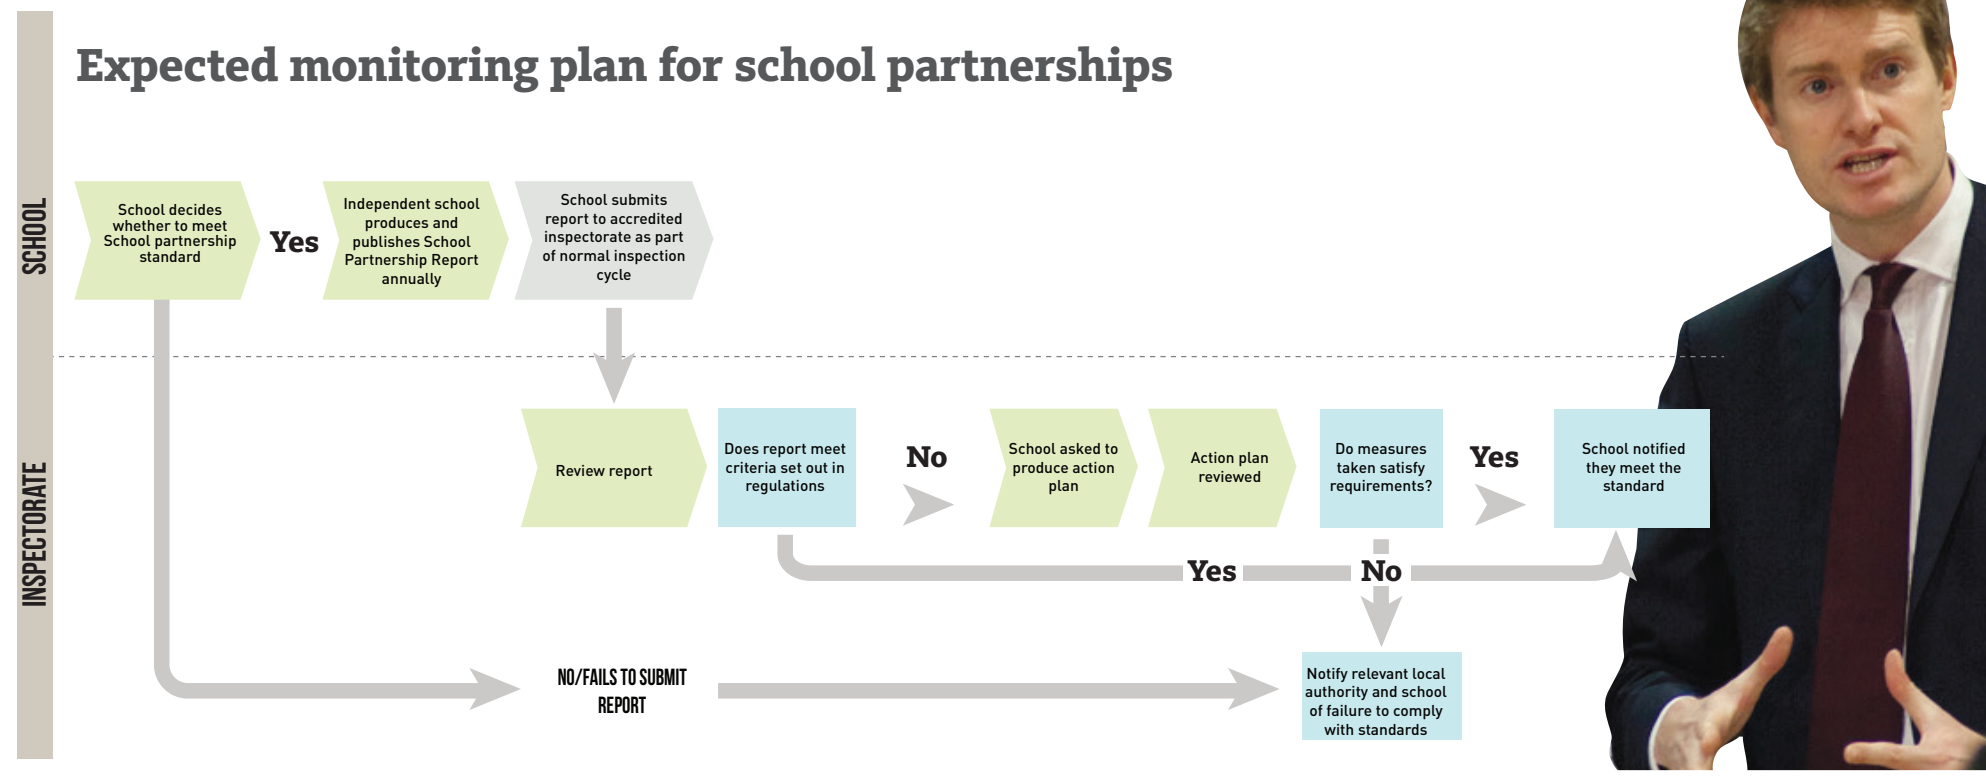 Expected monitoring plan for school partnerships
SCHOOL
School decides
whether to meet
School partnership
standard
Yes
Independent school
produces and
publishes School
Partnership Report
annually
School submits
report to accredited
inspectorate as part
of normal inspection
cycle
INSPECTORATE
Review report
Does report meet
criteria set out in
regulations
No
School asked to
produce action
plan
Action plan
reviewed
Do measures
taken satisfy
requirements?
Yes
School notified
they meet the
standard
Yes
No
NO/FAILS TO SUBMIT
REPORT
Notify relevant local
authority and school
of failure to comply
with standards